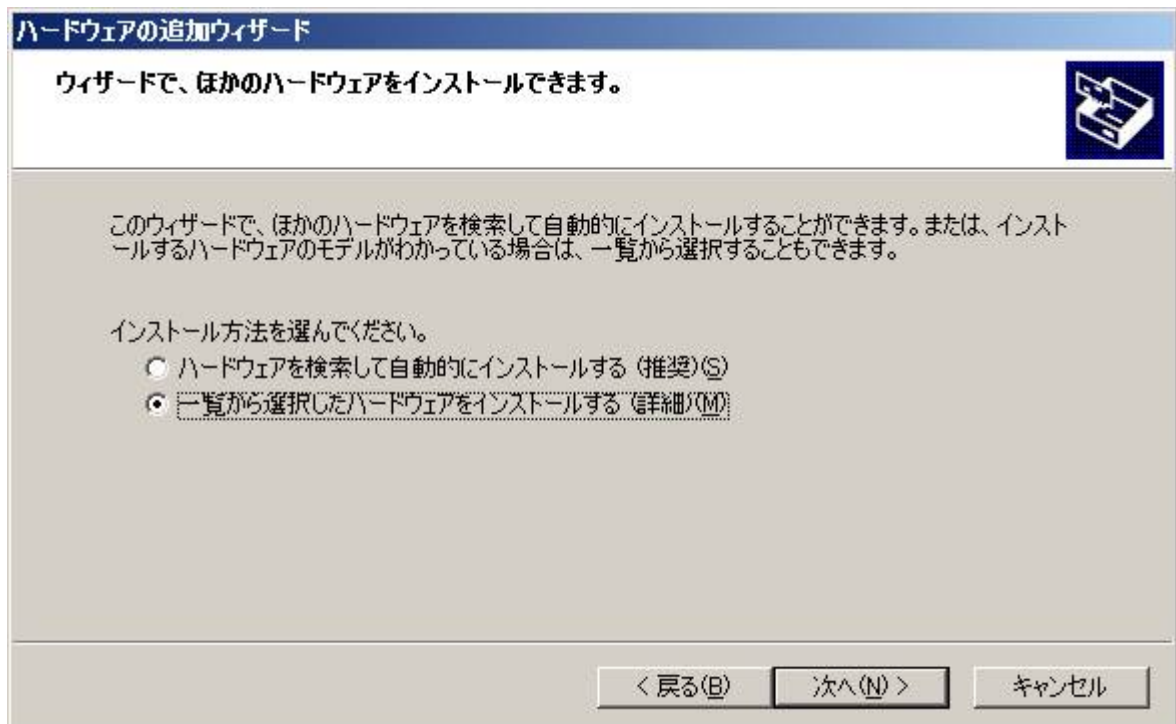 ハードウェアの追加ウィザード
ウィザードで、ほかのハードウェアをインストールできます。
このウィザードで、ほかのハードウェアを検索して自動的にインストールすることができます。または、インスト
ールするハードウェアのモデルがわかっている場合は、一覧から選択することもできます。
インストール方法を選んでください。
ハードウェアを検索して自動的にインストールする (推奨)(S)
一覧から選択したハードウェアをインストールする (詳細)(M)
< 戻る(B) 次へ(N) > キャンセル